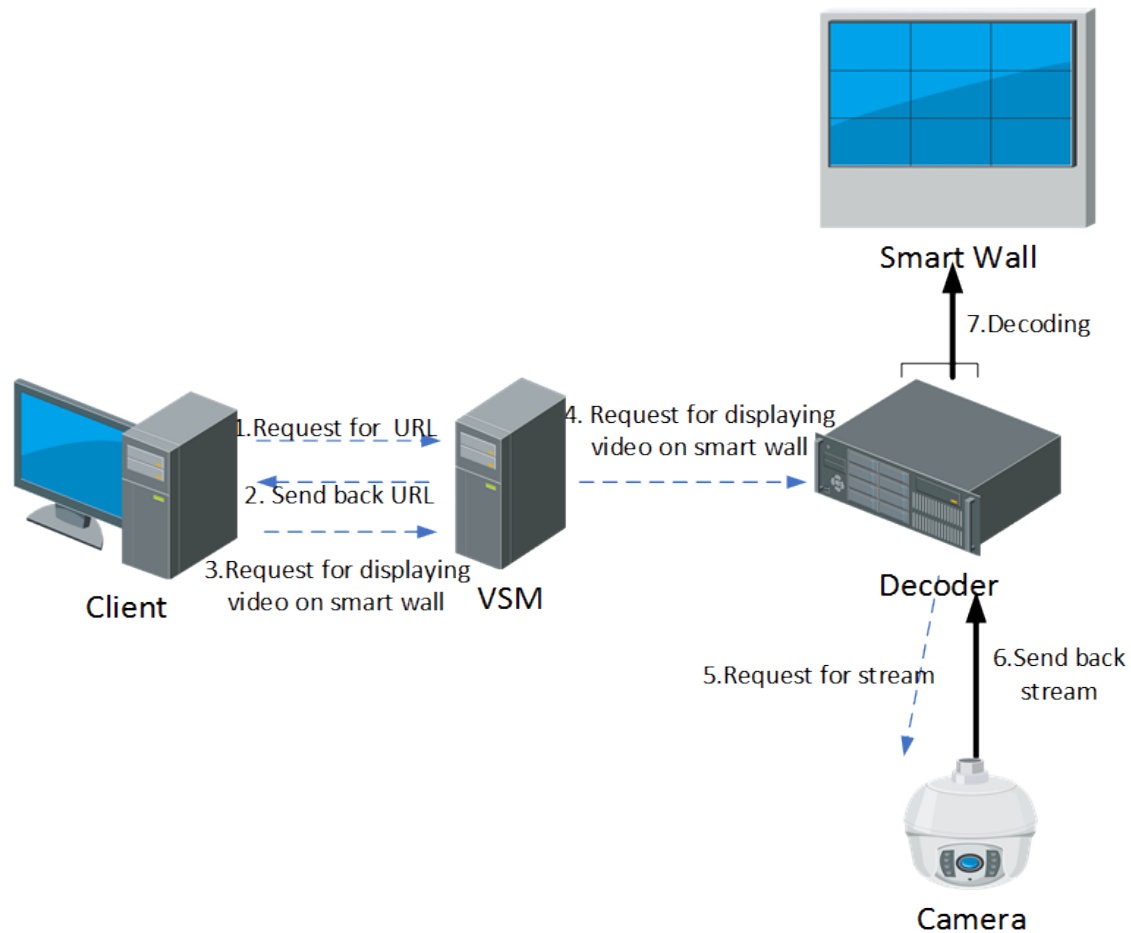 Smart Wall
7.Decoding
1.Request for URL
4. Request for displaying
video on smart wall
2. Send back URL
3.Request for displaying
video on smart wall
Client
VSM
Decoder
5.Request for stream
6.Send back
stream
Camera